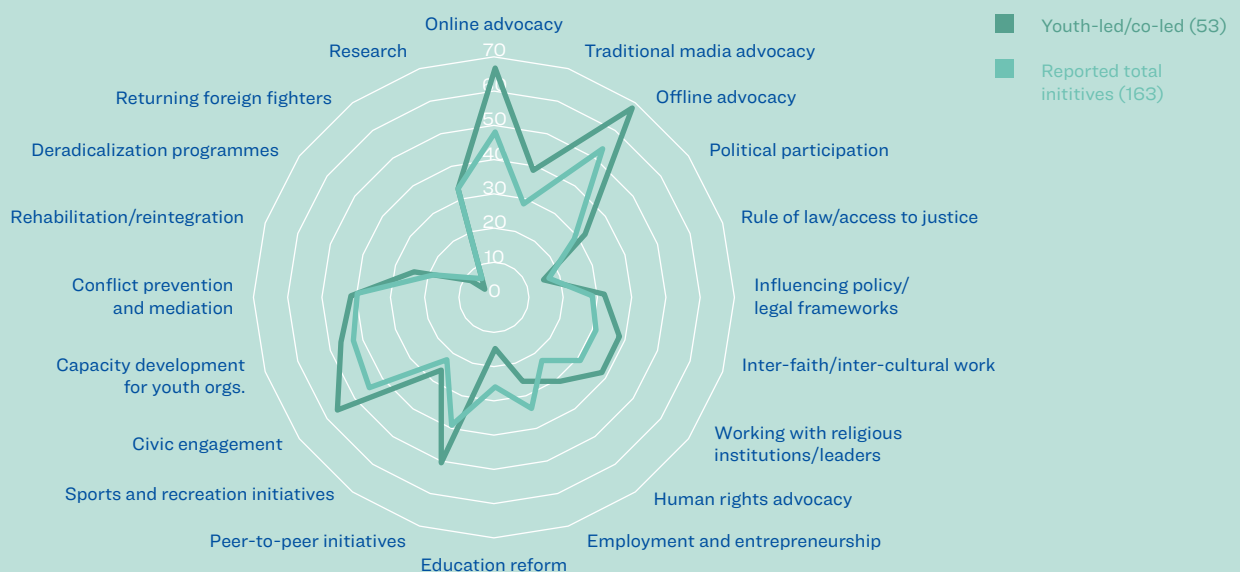 Online advocacy
Traditional madia advocacy
Offline advocacy
Political participation
Rule of law/access to justice
Influencing policy/
legal frameworks
Inter-faith/inter-cultural work
Working with religious
institutions/leaders
Human rights advocacy
Employment and entrepreneurship
Education reform
Peer-to-peer initiatives
Sports and recreation initiatives
Civic engagement
Capacity development
for youth orgs.
Conflict prevention
and mediation
Rehabilitation/reintegration
Deradicalization programmes
Returning foreign fighters
Research
70
60
50
40
30
20
10
0
Youth-led/co-led (53)
Reported total
inititives (163)